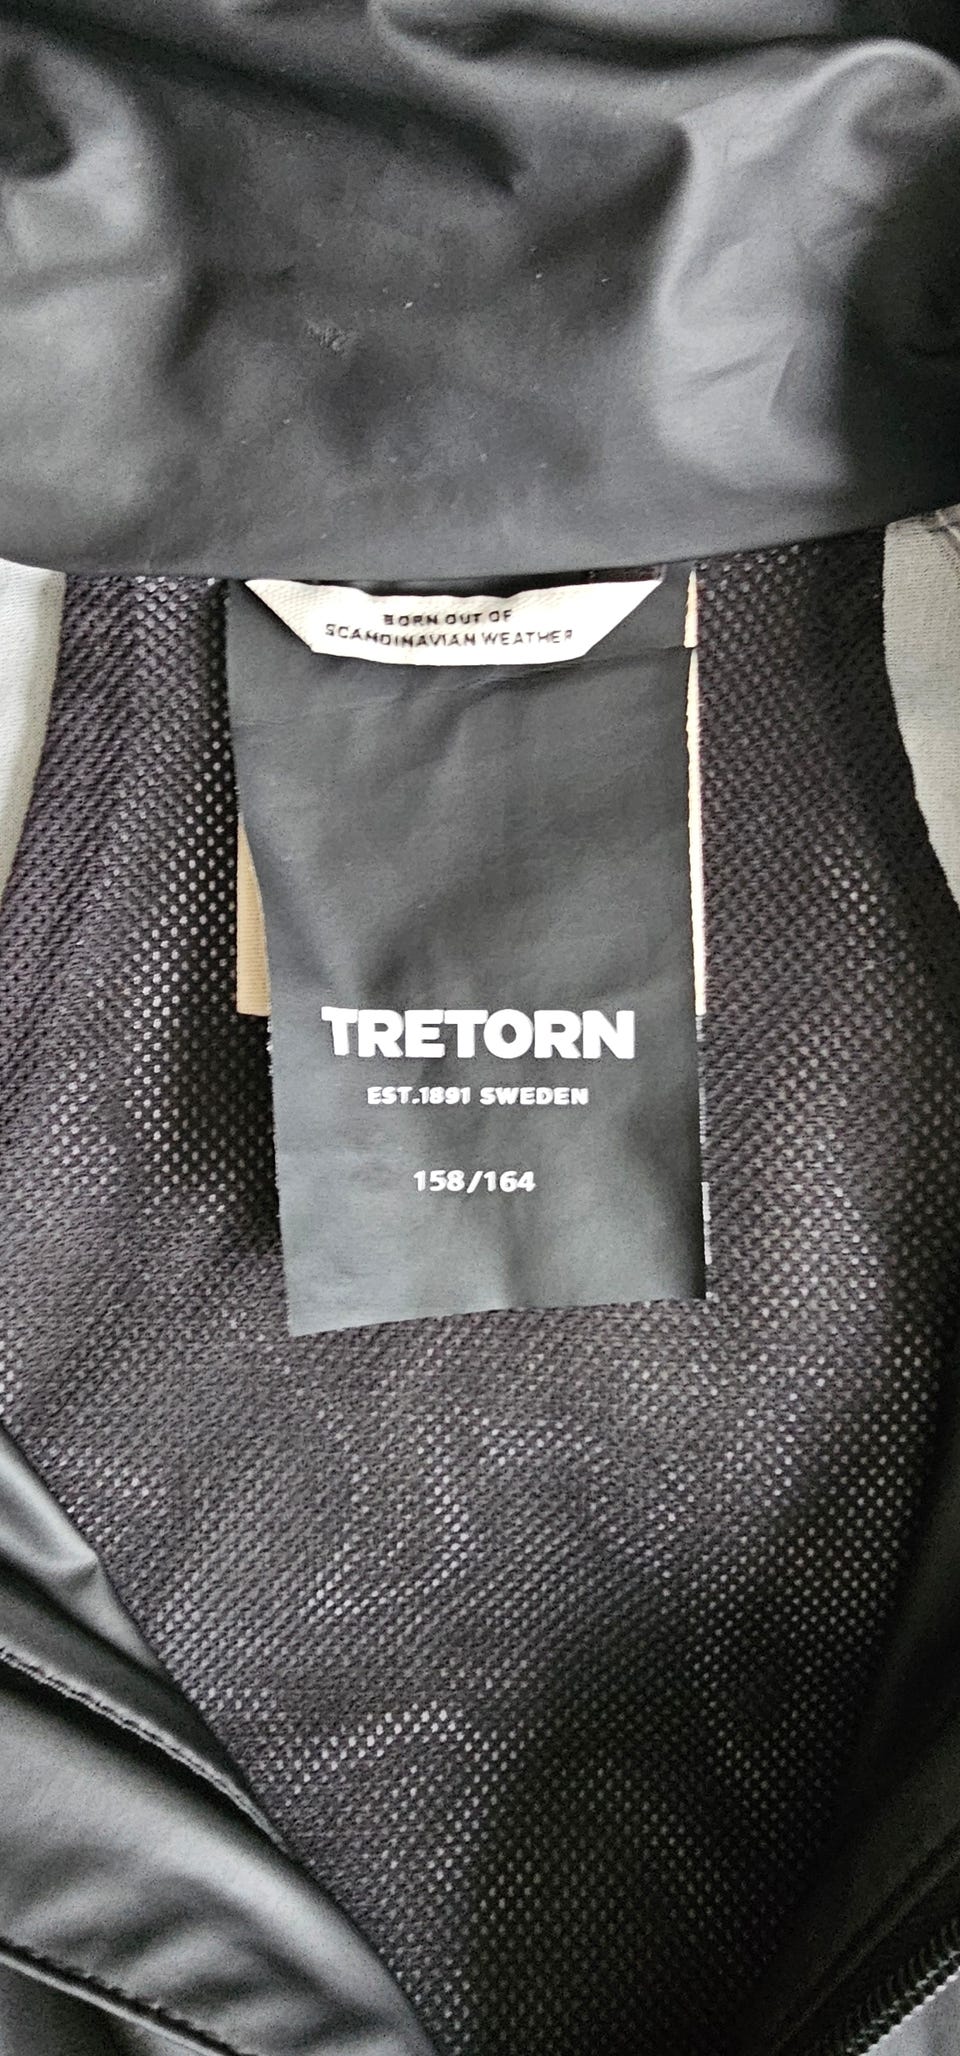 BORN OUT OF
SCANDINAVIAN WEATHER
TRETORN
EST.1891 SWEDEN
158/164